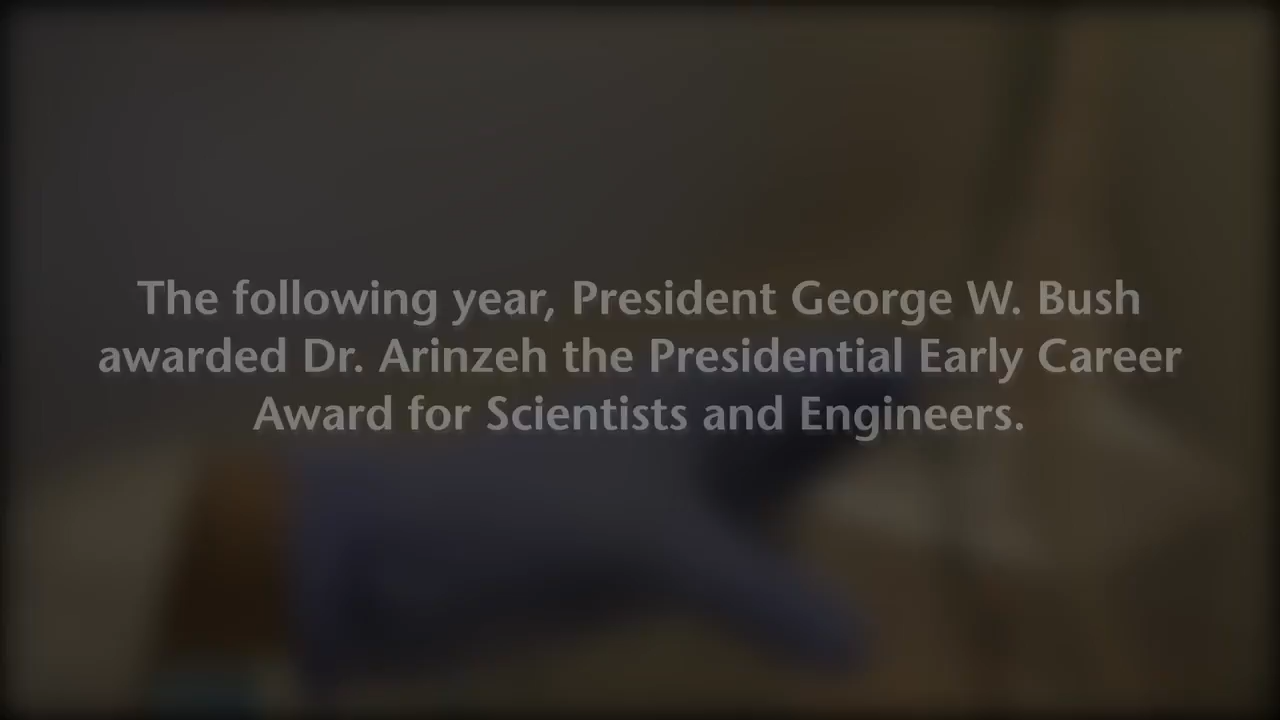 The following year, President George W. Bush
awarded Dr. Arinzeh the Presidential Early Career
Award for Scientists and Engineers.